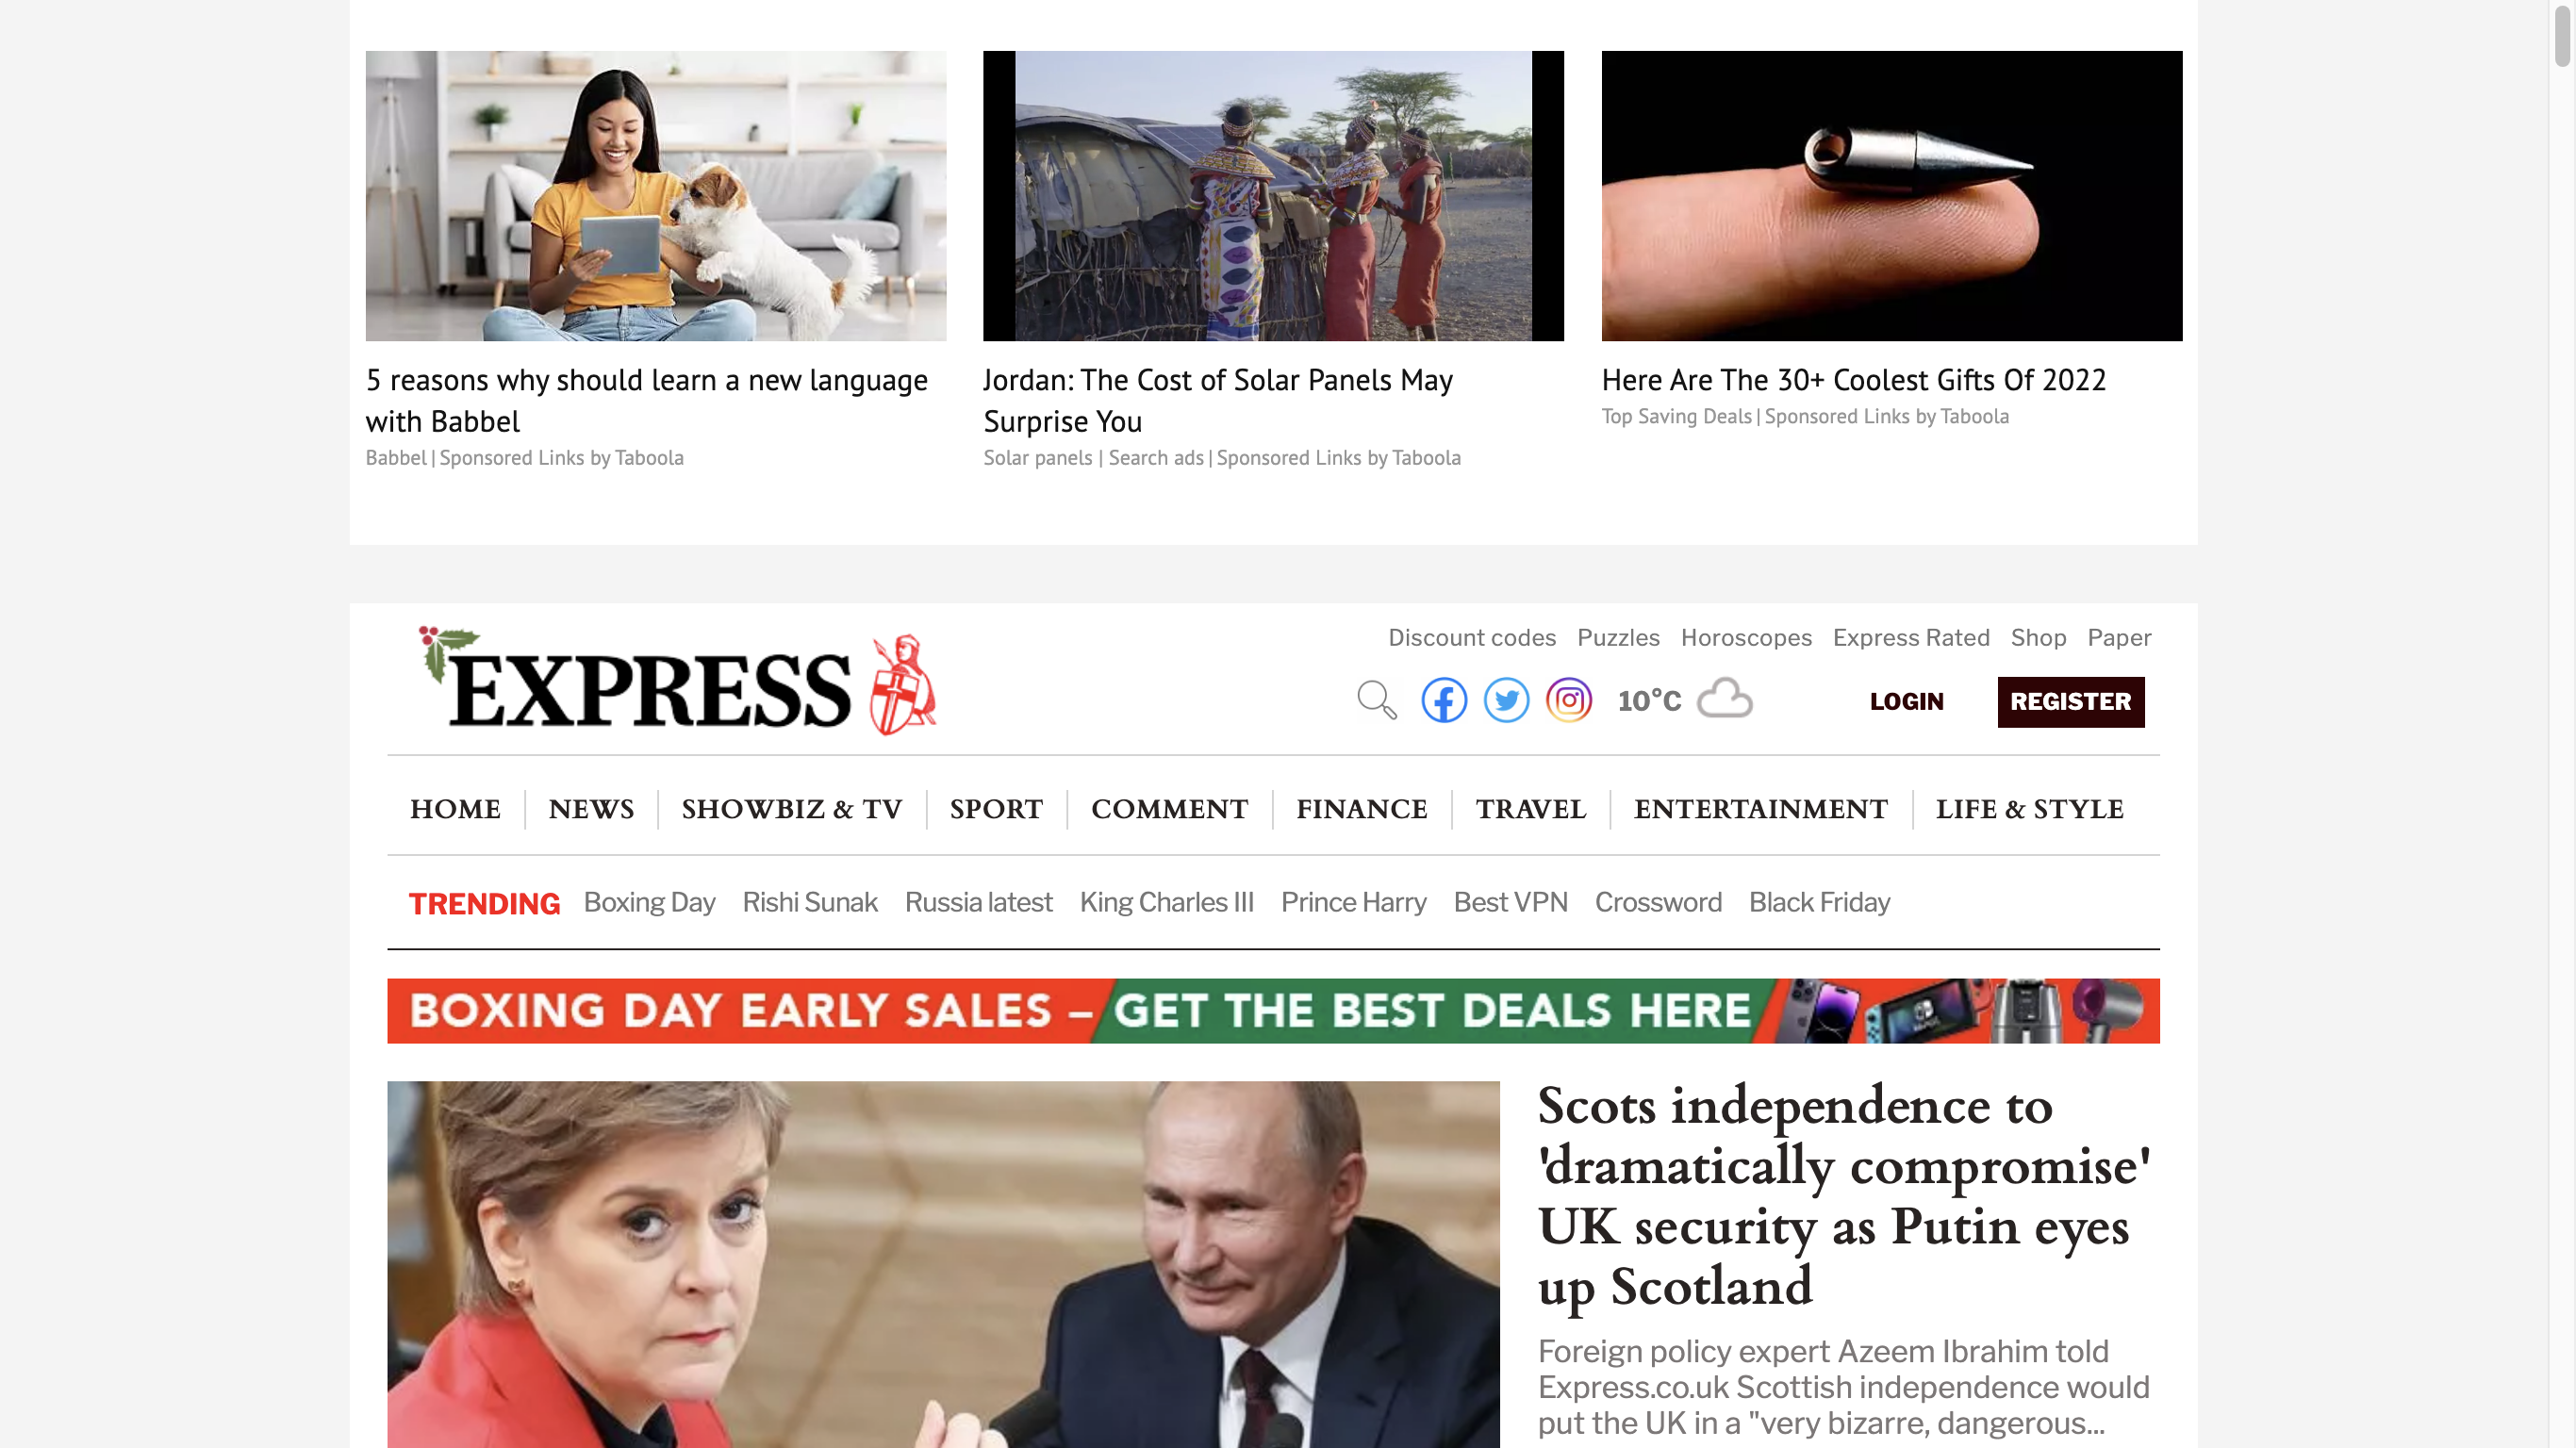 5 reasons why should learn a new language
with Babbel
Babbel | Sponsored Links by Taboola
Jordan: The Cost of Solar Panels May
Surprise You
Solar panels | Search ads | Sponsored Links by Taboola
Here Are The 30+ Coolest Gifts Of 2022
Top Saving Deals | Sponsored Links by Taboola
EXPRESS
Discount codes Puzzles Horoscopes Express Rated Shop Paper
10°C LOGIN REGISTER
HOME NEWS SHOWBIZ & TV SPORT COMMENT FINANCE TRAVEL ENTERTAINMENT LIFE & STYLE
TRENDING Boxing Day Rishi Sunak Russia latest King Charles III Prince Harry Best VPN Crossword Black Friday
BOXING DAY EARLY SALES – GET THE BEST DEALS HERE
Scots independence to
'dramatically compromise'
UK security as Putin eyes
up Scotland
Foreign policy expert Azeem Ibrahim told
Express.co.uk Scottish independence would
put the UK in a "very bizarre, dangerous...